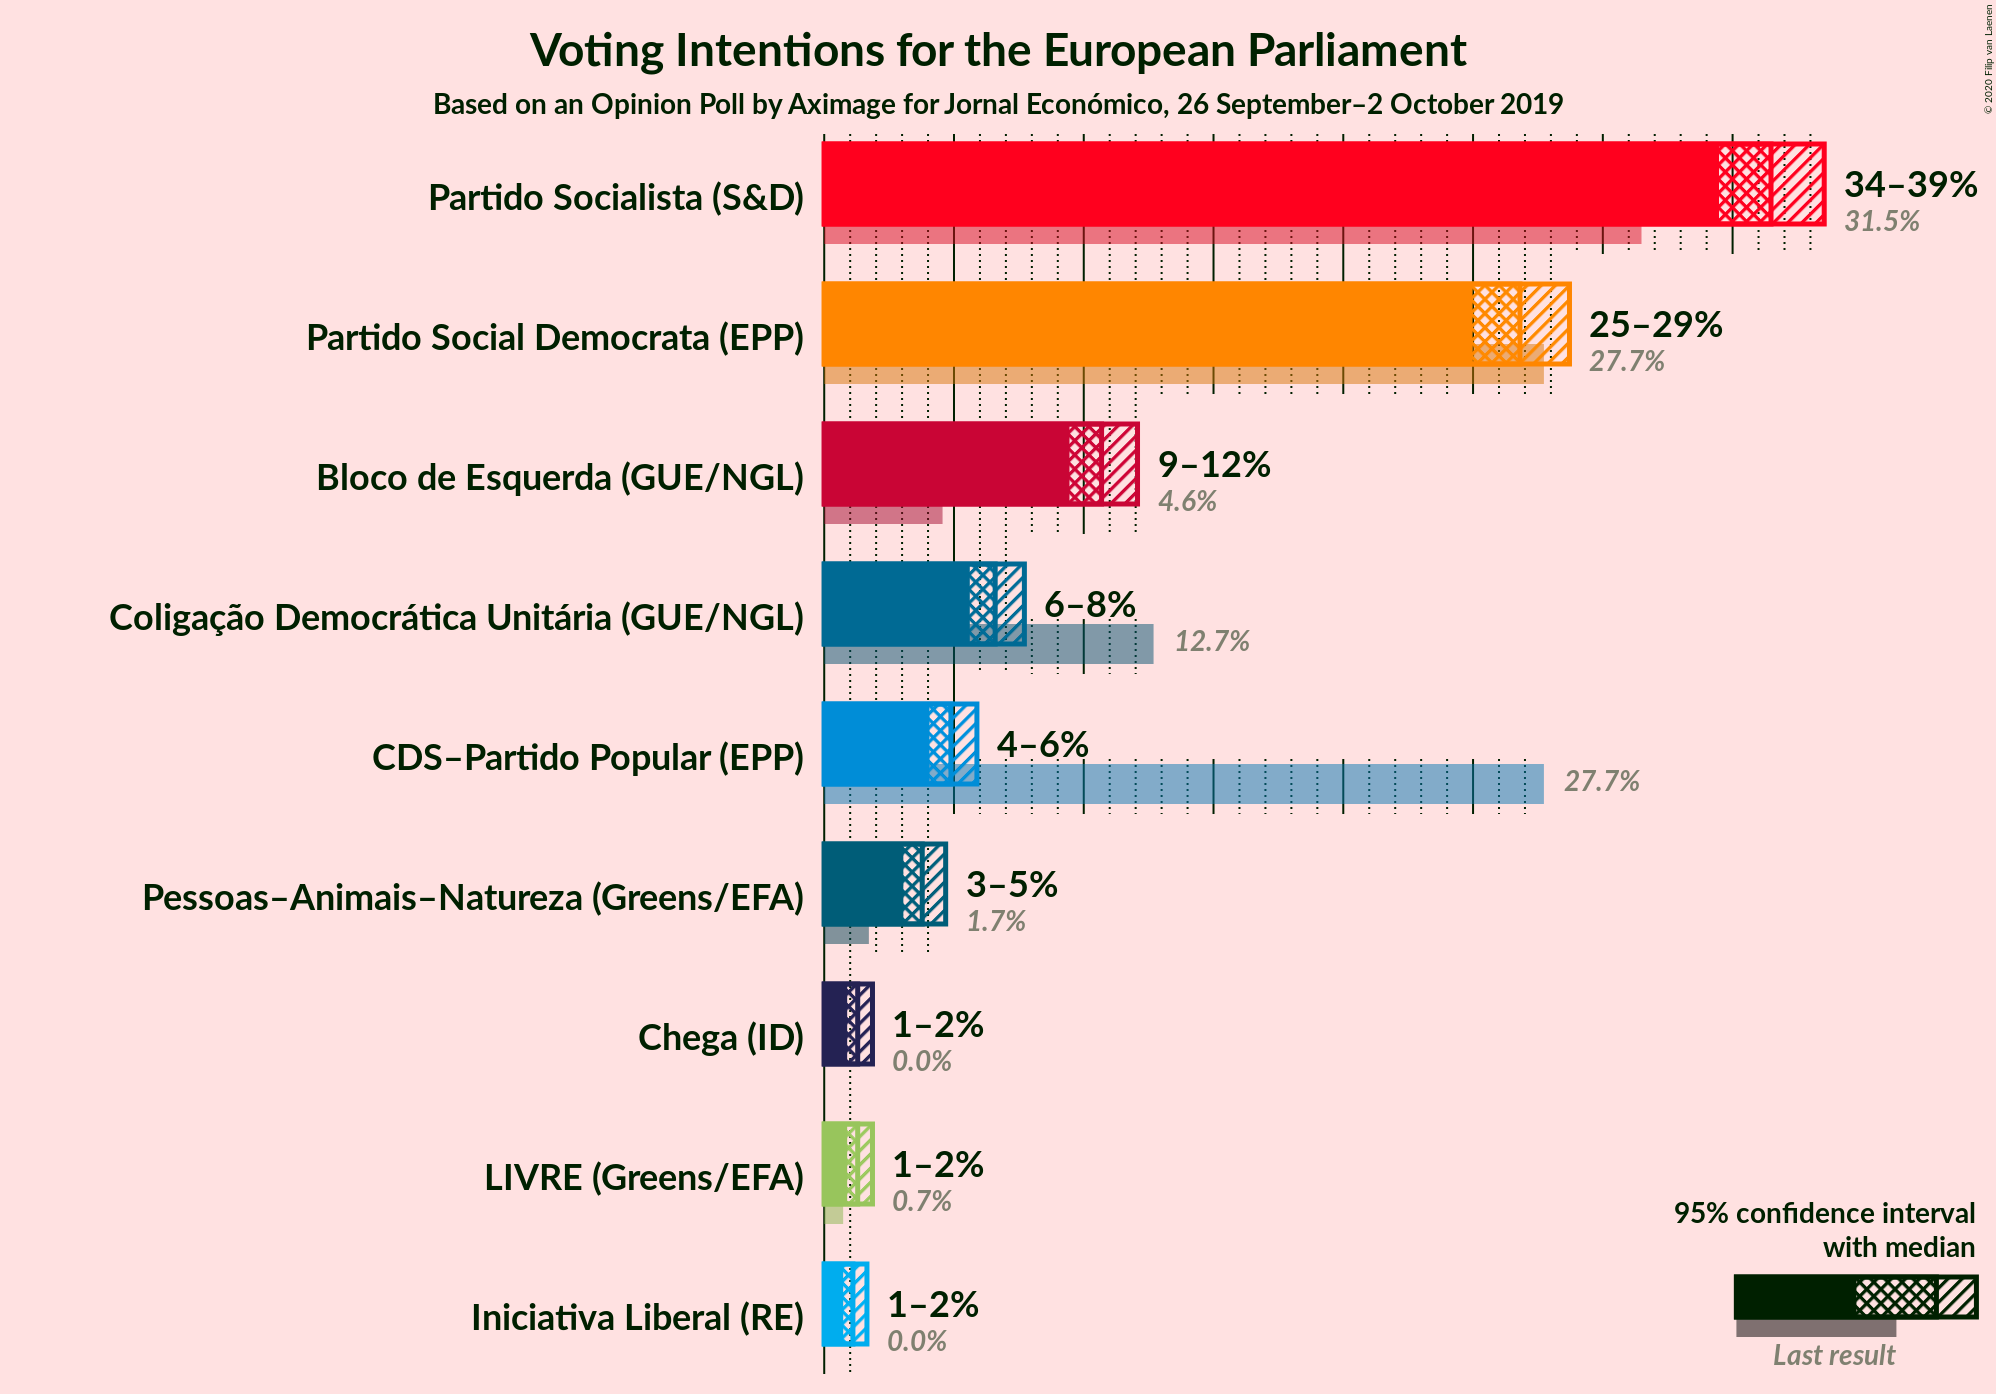 Voting Intentions for the European Parliament
Based on an Opinion Poll by Aximage for Jornal Económico, 26 September–2 October 2019
© 2020 Filip van Laenen
Partido Socialista (S&D)
34–39%
31.5%
Partido Social Democrata (EPP)
25–29%
27.7%
Bloco de Esquerda (GUE/NGL)
9–12%
4.6%
Coligação Democrática Unitária (GUE/NGL)
6–8%
12.7%
CDS–Partido Popular (EPP)
4–6%
27.7%
Pessoas–Animais–Natureza (Greens/EFA)
3–5%
1.7%
Chega (ID)
1–2%
0.0%
LIVRE (Greens/EFA)
1–2%
0.7%
Iniciativa Liberal (RE)
1–2%
0.0%
95% confidence interval
with median
Last result